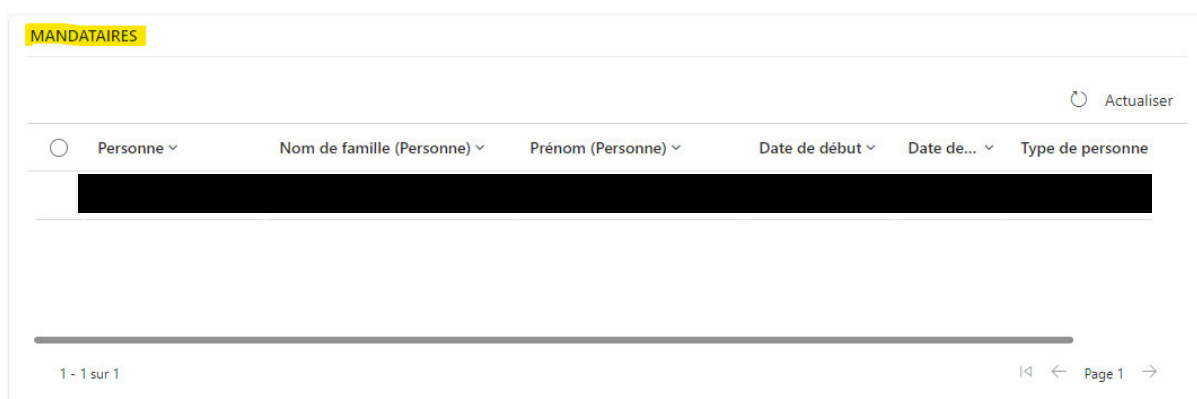 MANDATAIRES
Actualiser
Personne Nom de famille (Personne) Prénom (Personne) Date de début Date de... Type de personne
1 - 1 sur 1 Page 1